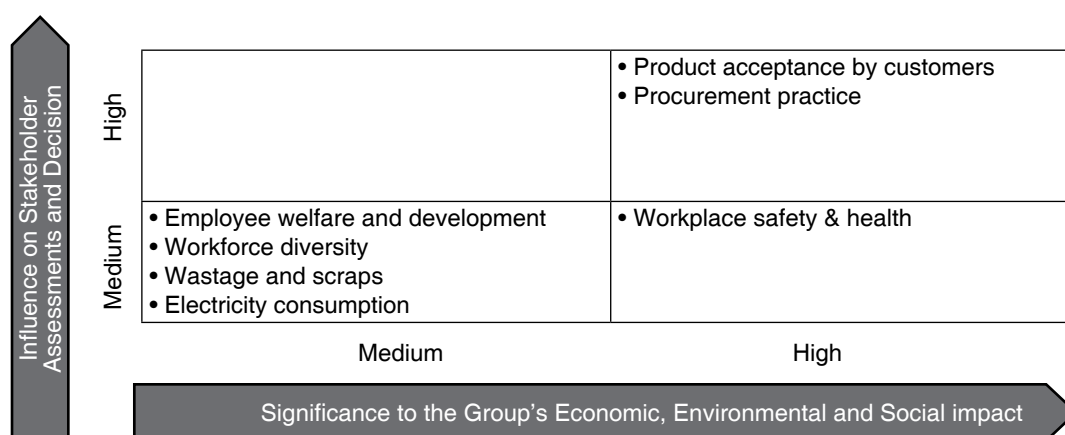 Influence on Stakeholder
Assessments and Decision
High
• Product acceptance by customers
• Procurement practice
Medium
• Employee welfare and development
• Workforce diversity
• Wastage and scraps
• Electricity consumption
• Workplace safety & health
Medium
High
Significance to the Group's Economic, Environmental and Social impact